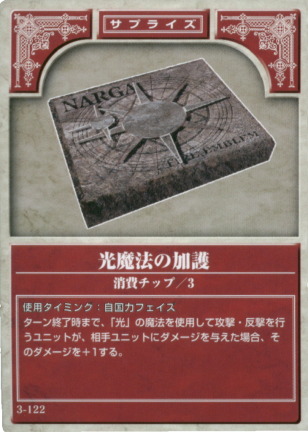 サプライズ
NARGA
FIRE EMBLEM
光魔法の加護
消費チップ／3
使用タイミング：自国力フェイス
ターン終了時まで、「光」の魔法を使用して攻撃・反撃を行
うユニットが、相手ユニットにダメージを与えた場合、そ
のダメージを＋1する。
3-122